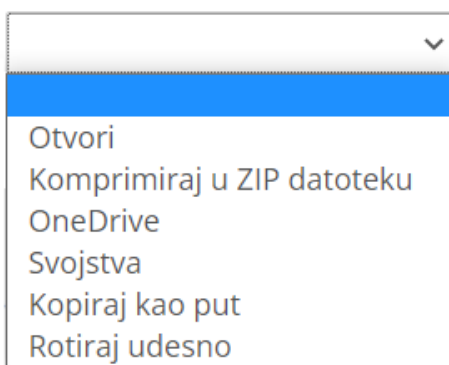 Otvori
Komprimiraj u ZIP datoteku
OneDrive
Svojstva
Kopiraj kao put
Rotiraj udesno